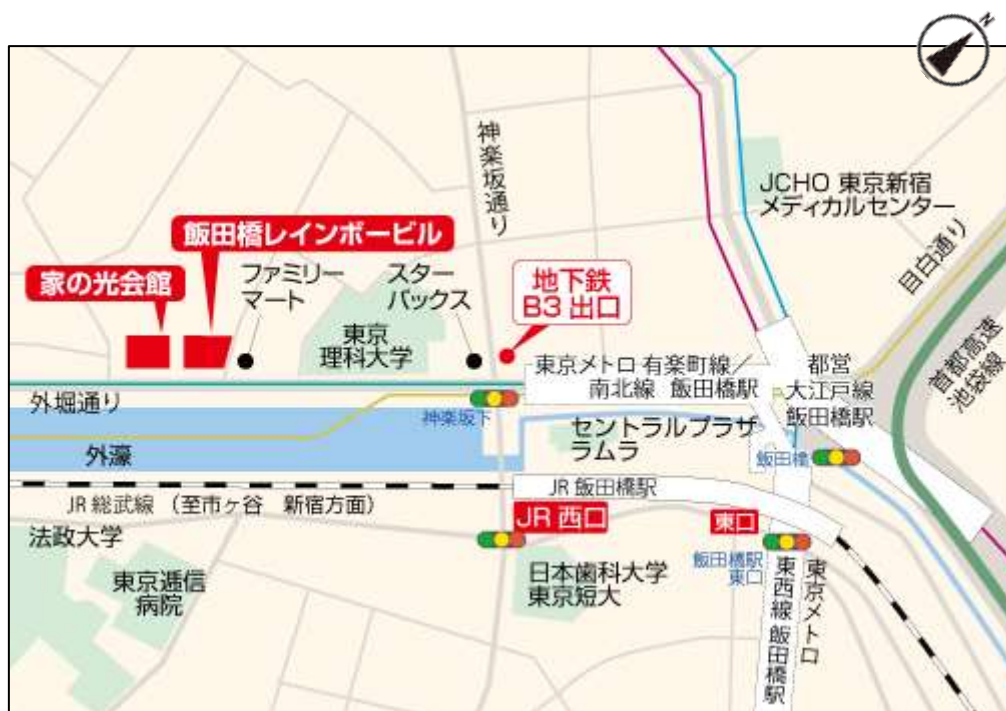 N
神楽坂通り
JCHO 東京新宿
メディカルセンター
目白通り
飯田橋レインボービル
家の光会館
ファミリー
マート
スター
バックス
地下鉄
B3 出口
東京
理科大学
東京メトロ 有楽町線／
南北線 飯田橋駅
都営
大江戸線
飯田橋駅
首都高速
池袋線
外堀通り
神楽坂下
セントラルプラザ
ラムラ
飯田橋
外濠
JR 飯田橋駅
JR 総武線 (至市ヶ谷 新宿方面)
JR 西口
東口
法政大学
飯田橋駅
東口
東京逓信
病院
日本歯科大学
東京短大
東京メトロ
東西線 飯田橋駅